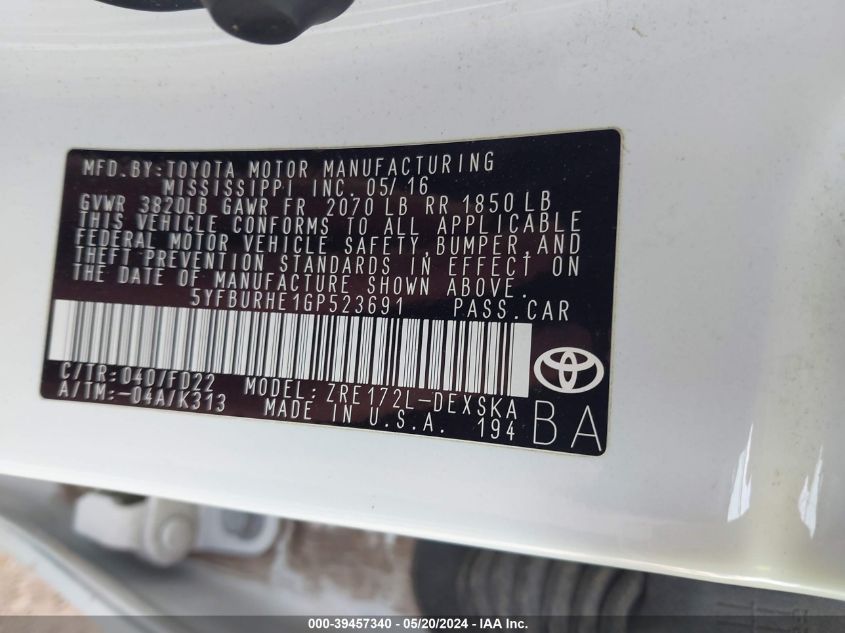 MFD.BY:TOYOTA MOTOR MANUFACTURING
MISSISSIPPI INC. 05/16
GVWR 3820LB GAWR FR 2070 LB RR 1850 LB
THIS VEHICLE CONFORMS TO ALL APPLICABLE
FEDERAL MOTOR VEHICLE SAFETY,BUMPER,AND
THEFT PREVENTION STANDARDS IN EFFECT ON
THE DATE OF MANUFACTURE SHOWN ABOVE.
5YFBURHE1GP523691 PASS.CAR
C/TR:040/FD22 MODEL:ZRE172L-DEXSKA
A/TM:-04A/K313 MADE IN U.S.A. 194
BA
000-39457340 - 05/20/2024 - IAA Inc.